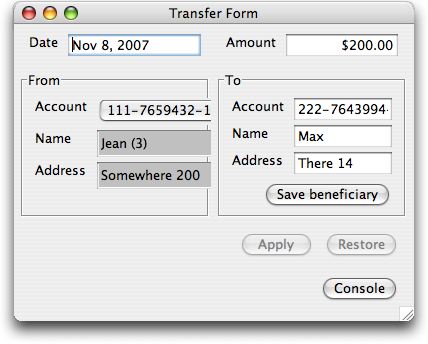 Transfer Form
Date Nov 8, 2007 Amount $200.00
From To
Account 111-7659432-1 Account 222-7643994-
Name Jean (3) Name Max
Address Somewhere 200 Address There 14
Save beneficiary
Apply Restore
Console